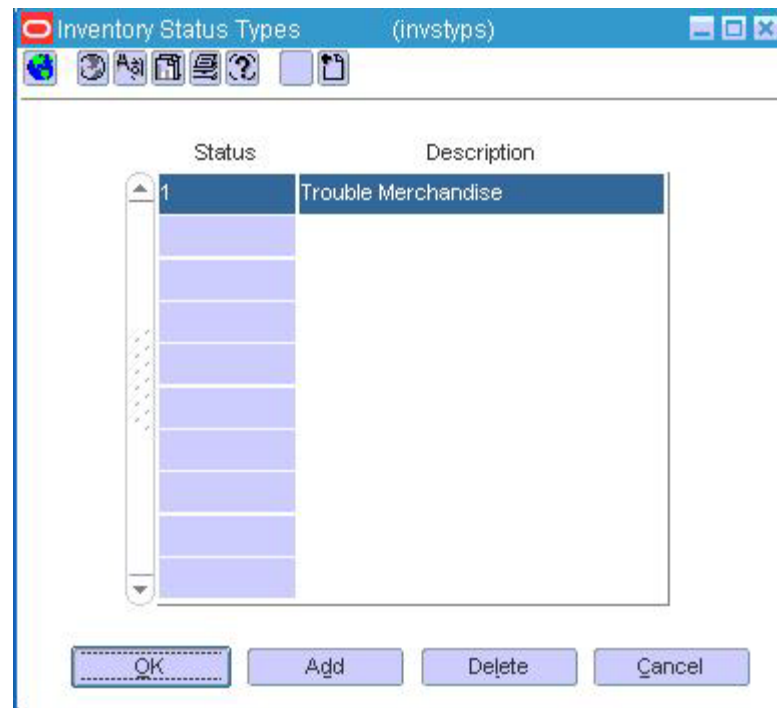 Inventory Status Types (invstyps)
Status Description
1 Trouble Merchandise
OK Add Delete Cancel